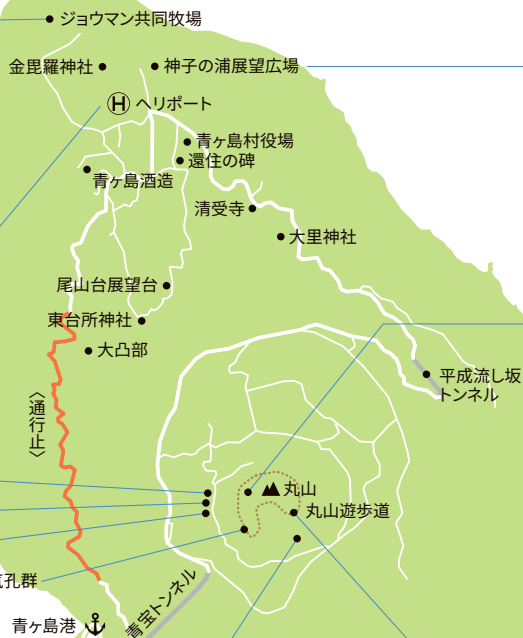 ジョウマン共同牧場
金毘羅神社
神子の浦展望広場
H ヘリポート
青ヶ島村役場
還住の碑
青ヶ島酒造
清受寺
大里神社
尾山台展望台
東台所神社
大凸部
平成流し坂
トンネル
〈通行止〉
丸山
丸山遊歩道
気孔群
青宝トンネル
青ヶ島港